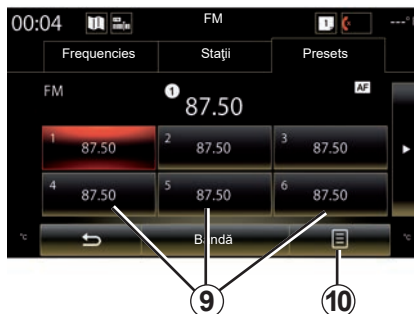 00:04 FM 1 ---°
Frequencies Stații Presets
FM 1 87.50 AF
1 87.50 2 87.50 3 87.50
4 87.50 5 87.50 6 87.50
°C Bandă °C
9 10